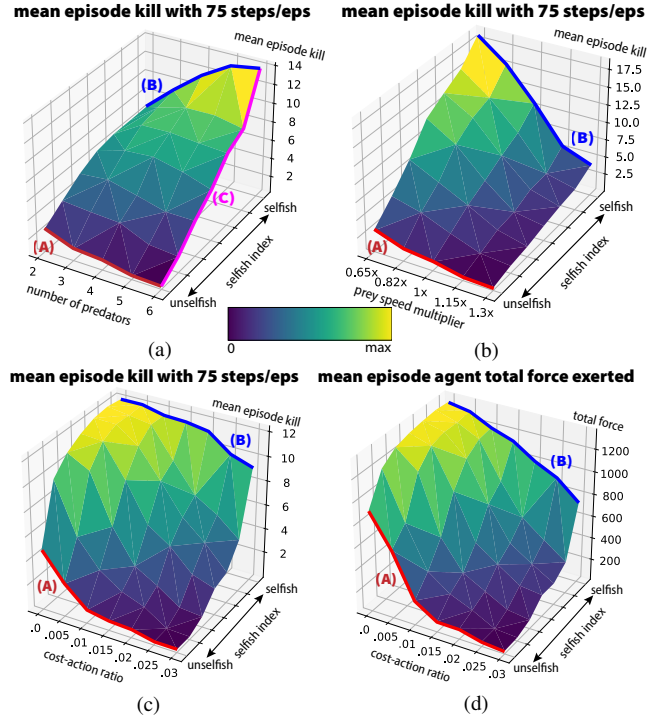 mean episode kill with 75 steps/eps
mean episode kill
14
12
10
8
6
4
2
(B)
(A)
(C)
2
3
4
5
6
number of predators
selfish
selfish index
unselfish
(a)
mean episode kill with 75 steps/eps
mean episode kill
17.5
15.0
12.5
10.0
7.5
5.0
2.5
(B)
(A)
0.65x
0.82x
1x
1.15x
1.3x
prey speed multiplier
selfish
selfish index
unselfish
(b)
0
max
mean episode kill with 75 steps/eps
mean episode kill
12
10
8
6
4
2
(B)
(A)
.0
.005
.01
.015
.02
.025
.03
cost-action ratio
selfish
selfish index
unselfish
(c)
mean episode agent total force exerted
total force
1200
1000
800
600
400
200
(B)
(A)
.0
.005
.01
.015
.02
.025
.03
cost-action ratio
selfish
selfish index
unselfish
(d)